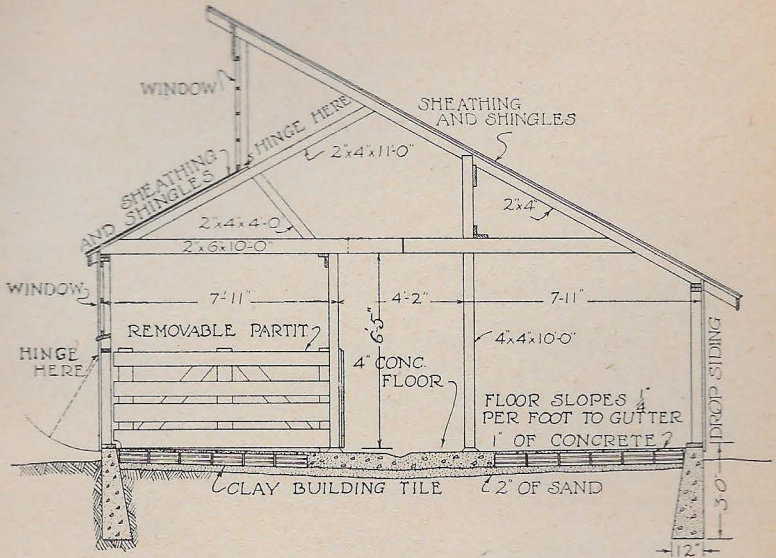 WINDOW
SHEATHING
AND SHINGLES
HINGE HERE
SHEATHING
AND SHINGLES
2"x4"x11'-0"
2"x4"
2"x4"x4'-0"
2"x6"x10'-0"
WINDOW
7'-11"
4'-2"
7'-11"
6'5"
REMOVABLE PARTIT.
4"x4"x10'-0"
HINGE
HERE
4" CONC.
FLOOR
FLOOR SLOPES 1/4"
PER FOOT TO GUTTER
1" OF CONCRETE
DROP SIDING
CLAY BUILDING TILE
2" OF SAND
3'0"
12"